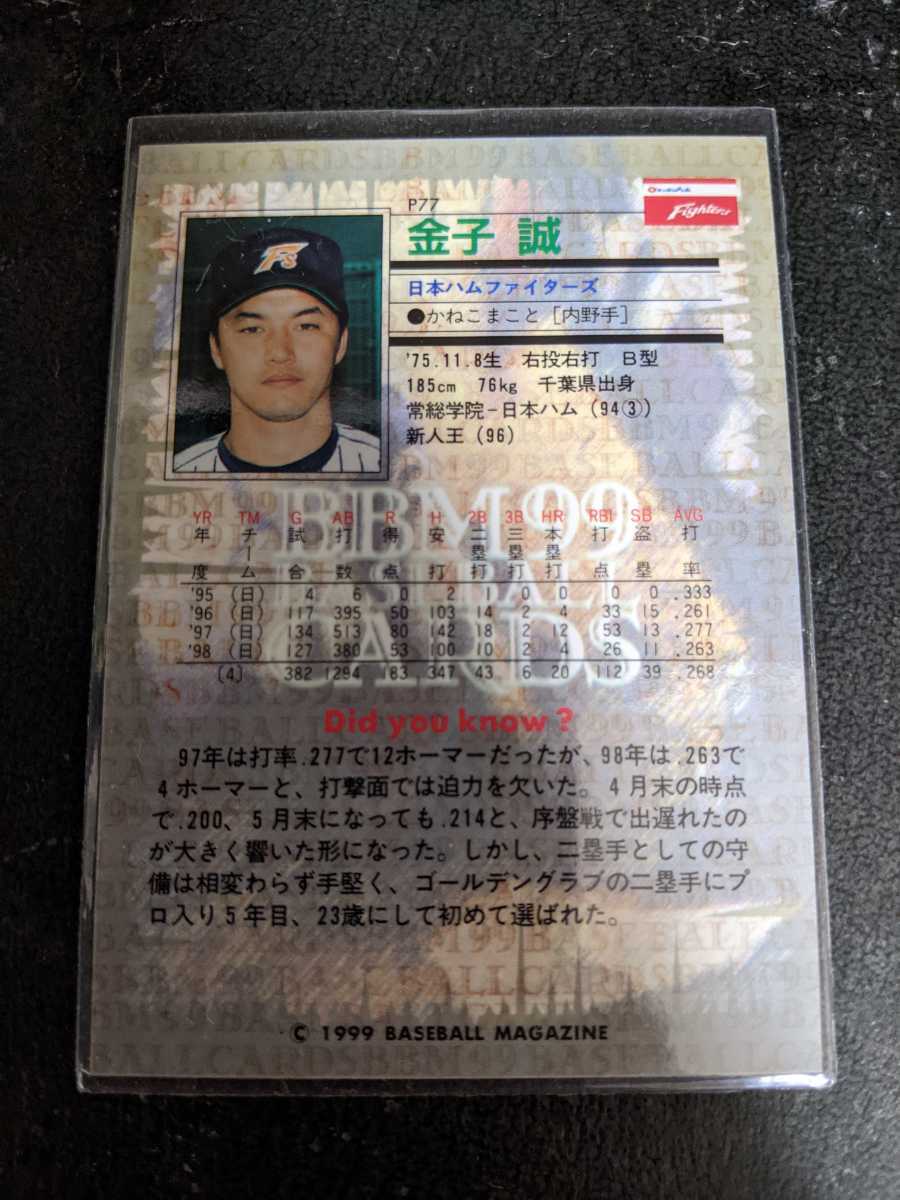 P77
金子 誠
Fighters
Fs
日本ハムファイターズ
●かねこまこと［内野手］
'75.11.8生 右投右打 B型
185cm 76kg 千葉県出身
常総学院－日本ハム（94③）
新人王（96）
YR TM G AB R H 2B 3B HR RBI SB AVG
年度 チーム 試合 打数 得点 安打 二塁打 三塁打 本塁打 打点 盗塁 打率
'95 （日） 4 6 0 2 1 0 0 0 0 .333
'96 （日） 117 395 50 103 14 2 4 33 15 .261
'97 （日） 134 513 80 142 18 2 12 53 13 .277
'98 （日） 127 380 53 100 10 2 4 26 11 .263
（4） 382 1294 183 347 43 6 20 112 39 .268
BBM99
BASEBALL
CARDS
Did you know?
97年は打率.277で12ホーマーだったが、98年は.263で
4ホーマーと、打撃面では迫力を欠いた。4月末の時点
で.200、5月末になっても.214と、序盤戦で出遅れたの
が大きく響いた形になった。しかし、二塁手としての守
備は相変わらず手堅く、ゴールデングラブの二塁手にプ
ロ入り5年目、23歳にして初めて選ばれた。
© 1999 BASEBALL MAGAZINE